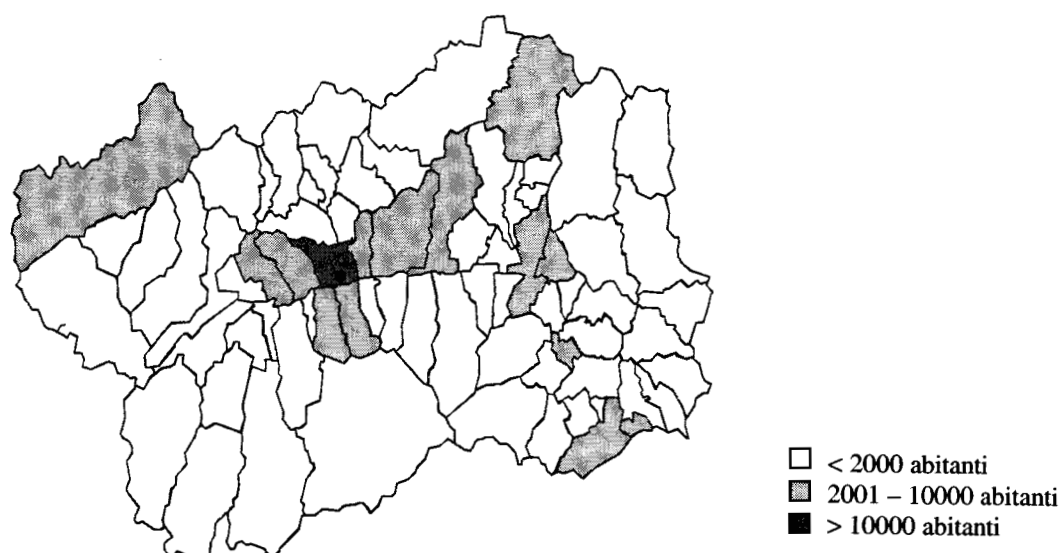 < 2000 abitanti
2001 – 10000 abitanti
> 10000 abitanti